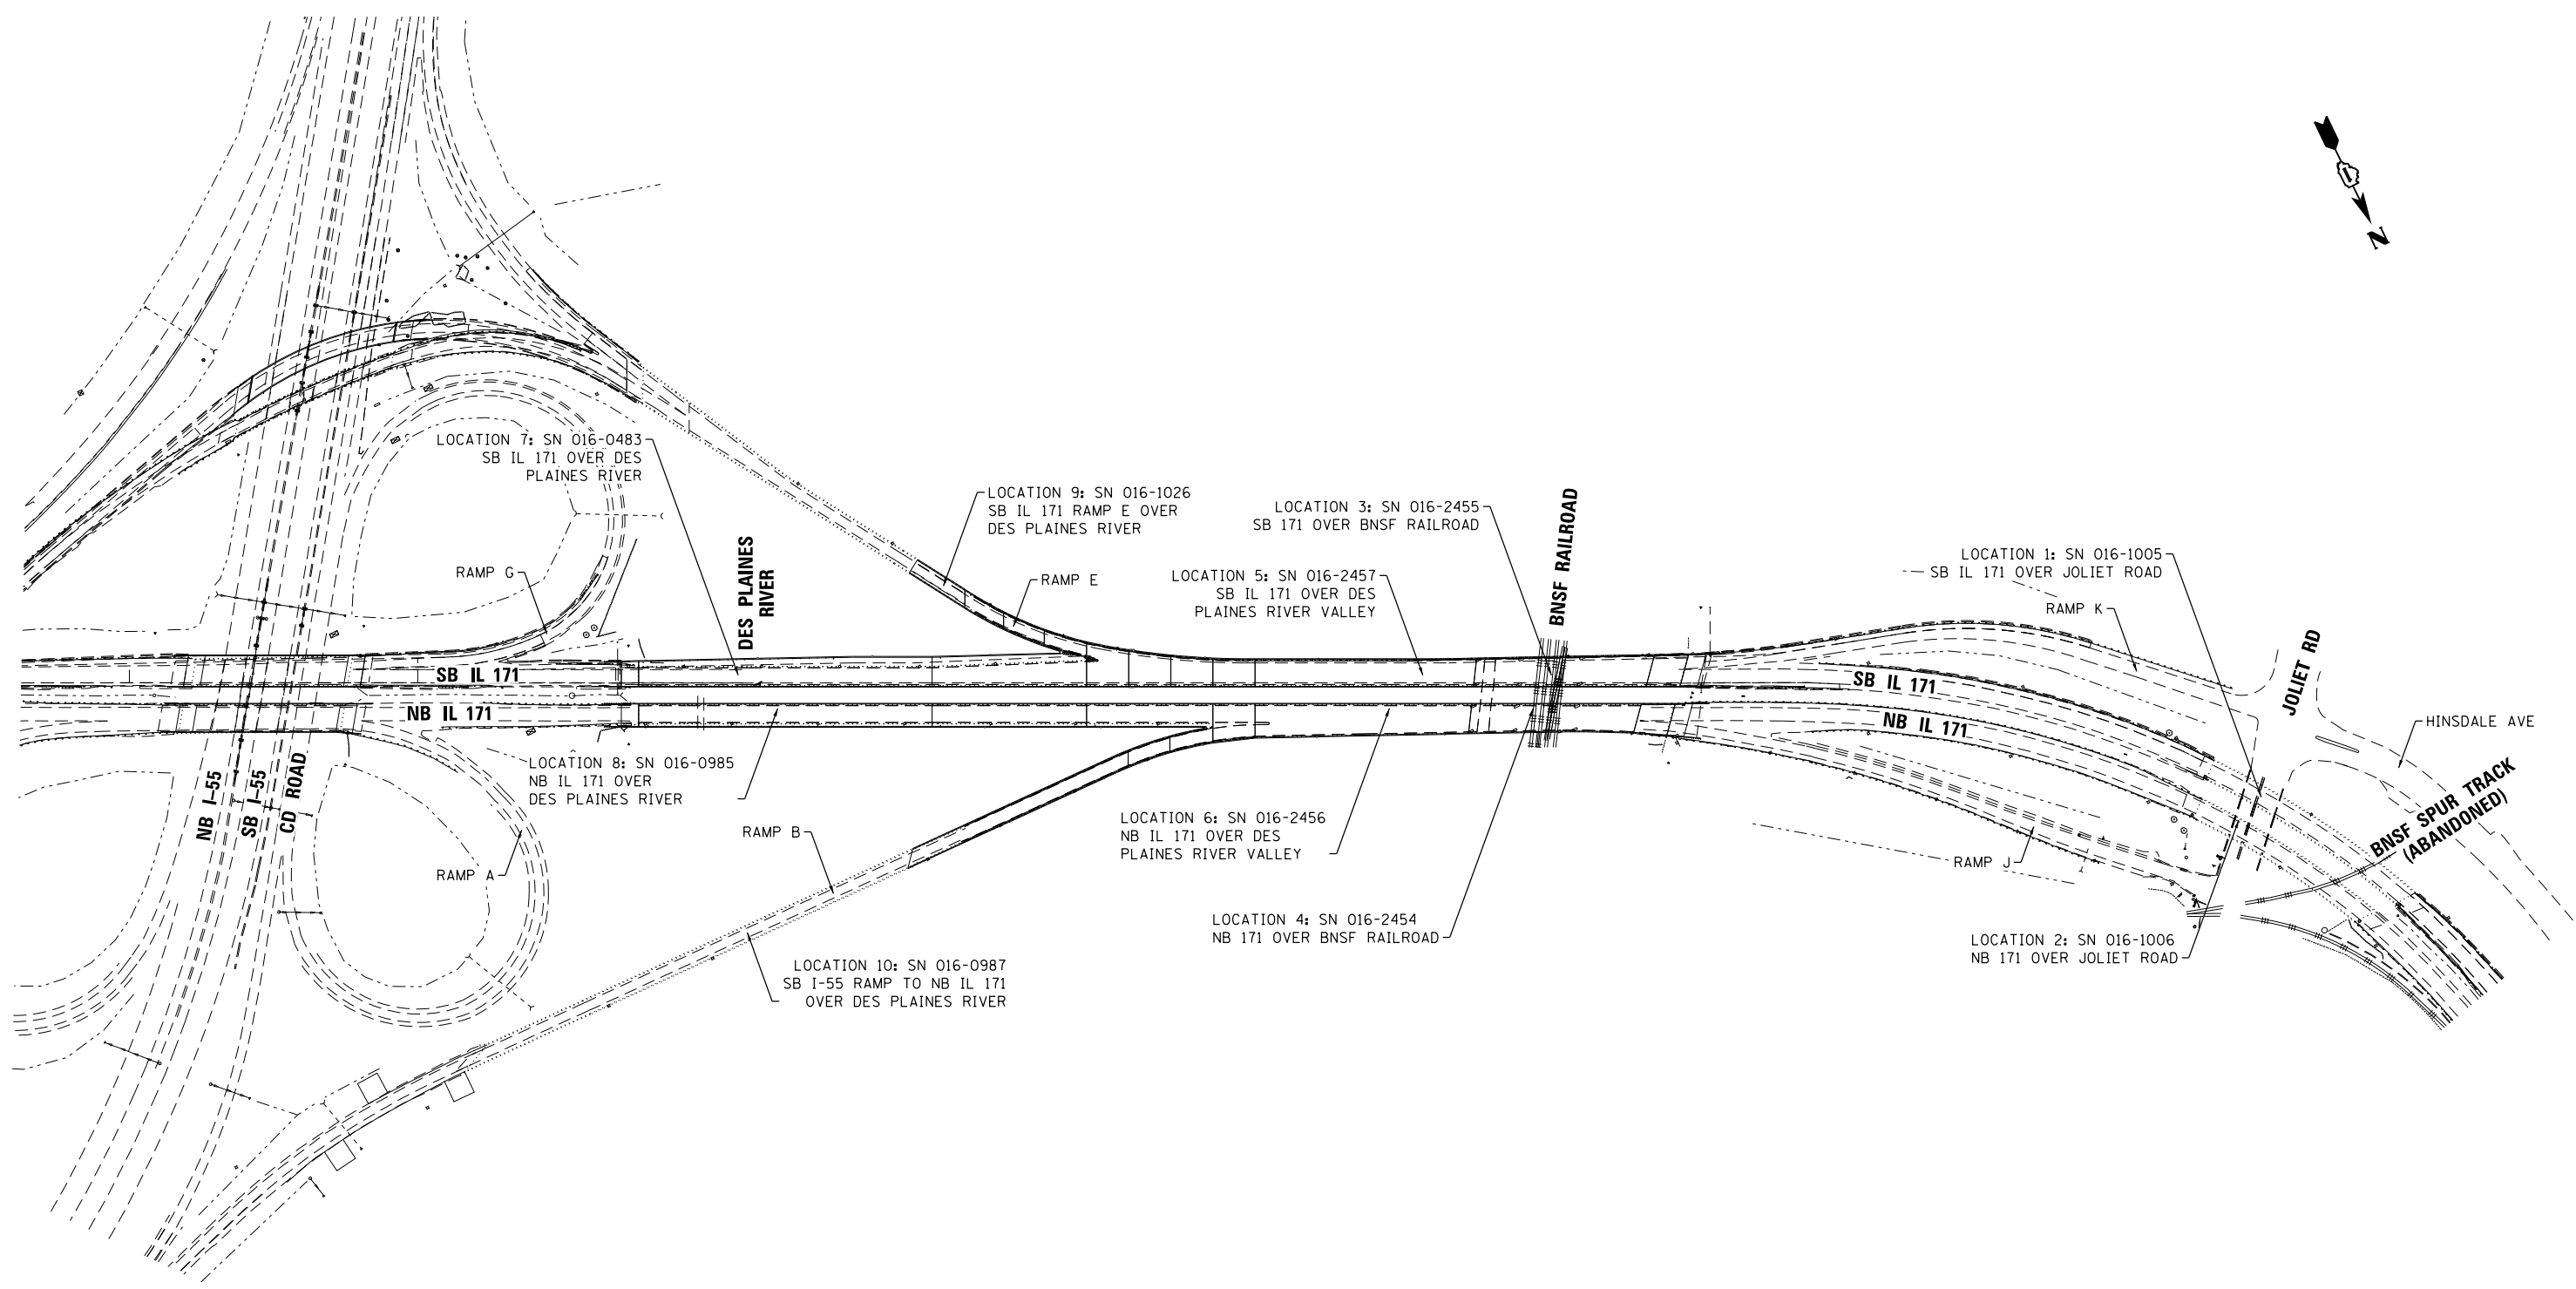 N
LOCATION 7: SN 016-0483
SB IL 171 OVER DES
PLAINES RIVER
LOCATION 9: SN 016-1026
SB IL 171 RAMP E OVER
DES PLAINES RIVER
LOCATION 3: SN 016-2455
SB 171 OVER BNSF RAILROAD
BNSF RAILROAD
LOCATION 1: SN 016-1005
SB IL 171 OVER JOLIET ROAD
RAMP G
DES PLAINES
RIVER
RAMP E
LOCATION 5: SN 016-2457
SB IL 171 OVER DES
PLAINES RIVER VALLEY
RAMP K
JOLIET RD
SB IL 171
NB IL 171
SB IL 171
NB IL 171
HINSDALE AVE
NB I-55
SB I-55
CD ROAD
LOCATION 8: SN 016-0985
NB IL 171 OVER
DES PLAINES RIVER
BNSF SPUR TRACK
(ABANDONED)
RAMP B
LOCATION 6: SN 016-2456
NB IL 171 OVER DES
PLAINES RIVER VALLEY
RAMP A
RAMP J
LOCATION 4: SN 016-2454
NB 171 OVER BNSF RAILROAD
LOCATION 2: SN 016-1006
NB 171 OVER JOLIET ROAD
LOCATION 10: SN 016-0987
SB I-55 RAMP TO NB IL 171
OVER DES PLAINES RIVER